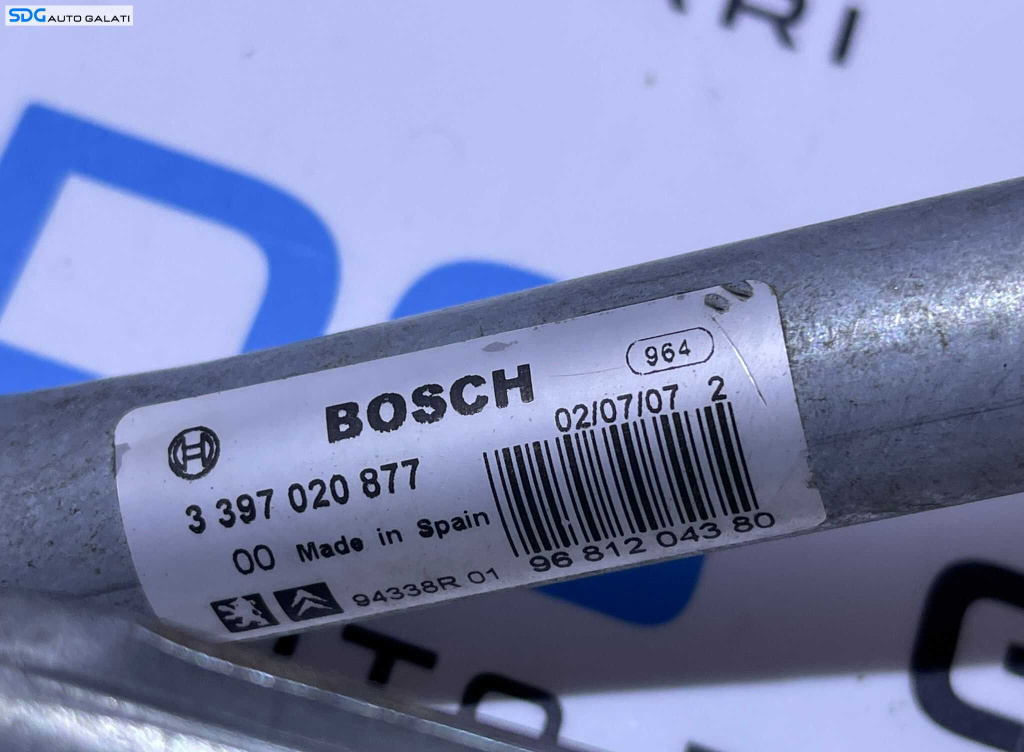 SDG AUTO GALATI
964
BOSCH
02/07/07 2
3 397 020 877
00 Made in Spain
96 812 043 80
94338R 01